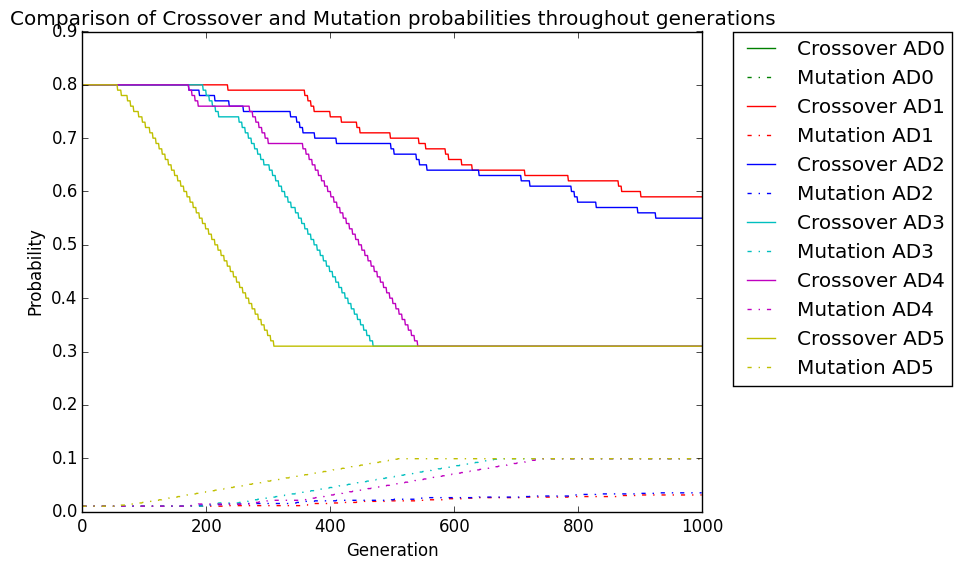 Comparison of Crossover and Mutation probabilities throughout generations
0.9
0.8
0.7
0.6
0.5
0.4
0.3
0.2
0.1
0.0
Probability
0 200 400 600 800 1000
Generation
Crossover AD0
Mutation AD0
Crossover AD1
Mutation AD1
Crossover AD2
Mutation AD2
Crossover AD3
Mutation AD3
Crossover AD4
Mutation AD4
Crossover AD5
Mutation AD5